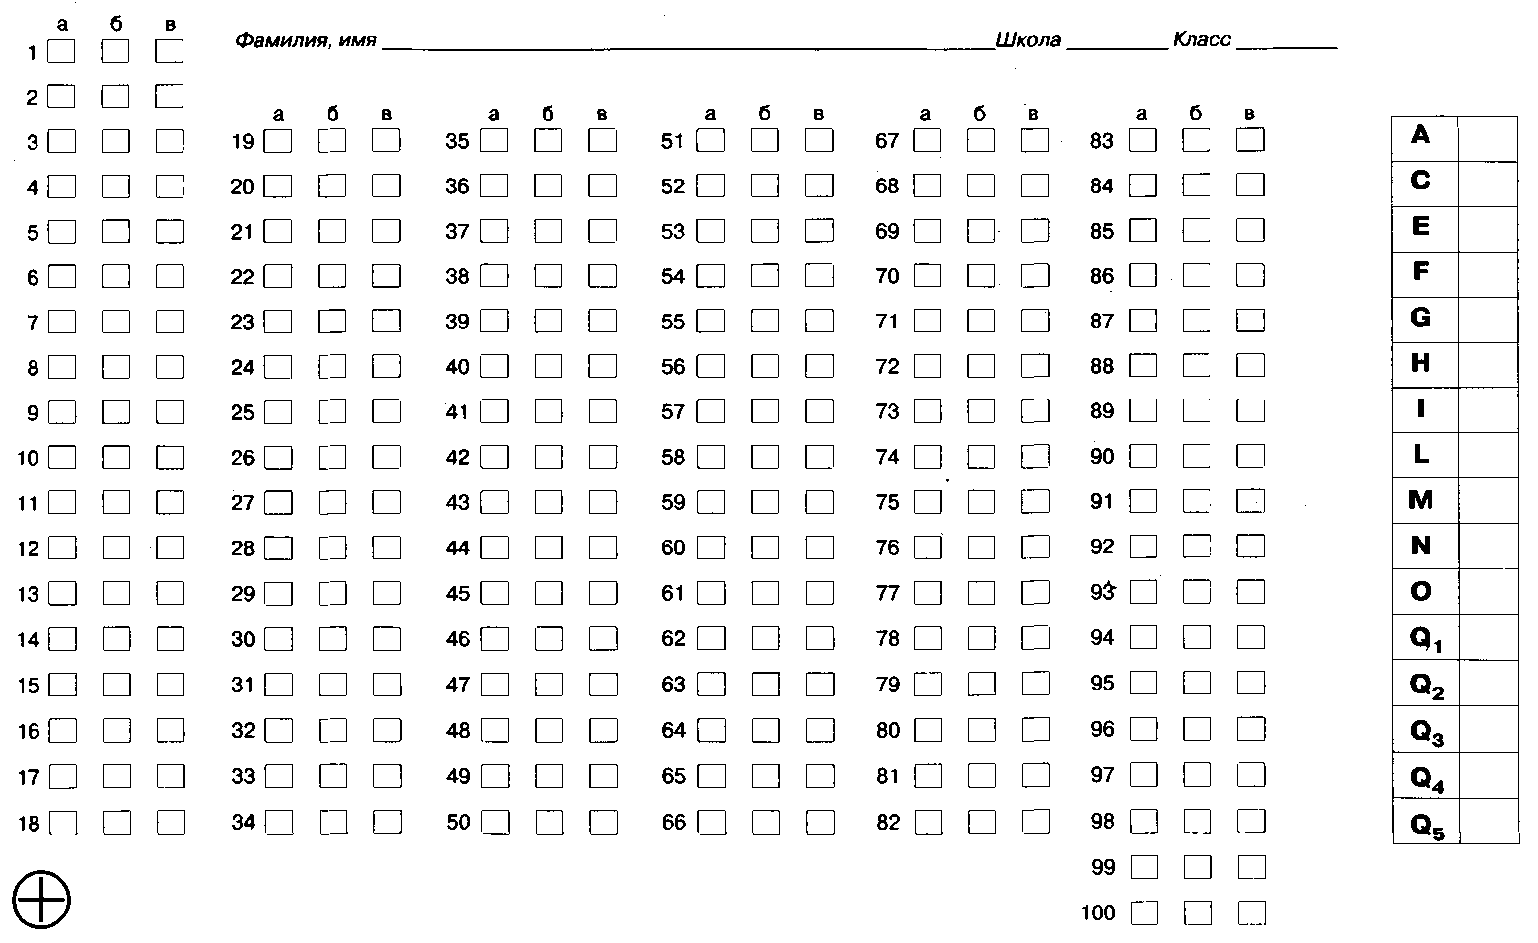 а б в
1 Фамилия, имя Школа Класс
2
а б в а б в а б в а б в а б в
3 19 35 51 67 83 A
4 20 36 52 68 84 C
5 21 37 53 69 85 E
6 22 38 54 70 86 F
7 23 39 55 71 87 G
8 24 40 56 72 88 H
9 25 41 57 73 89 I
10 26 42 58 74 90 L
11 27 43 59 75 91 M
12 28 44 60 76 92 N
13 29 45 61 77 93 O
14 30 46 62 78 94 Q1
15 31 47 63 79 95 Q2
16 32 48 64 80 96 Q3
17 33 49 65 81 97 Q4
18 34 50 66 82 98 Q5
99
100